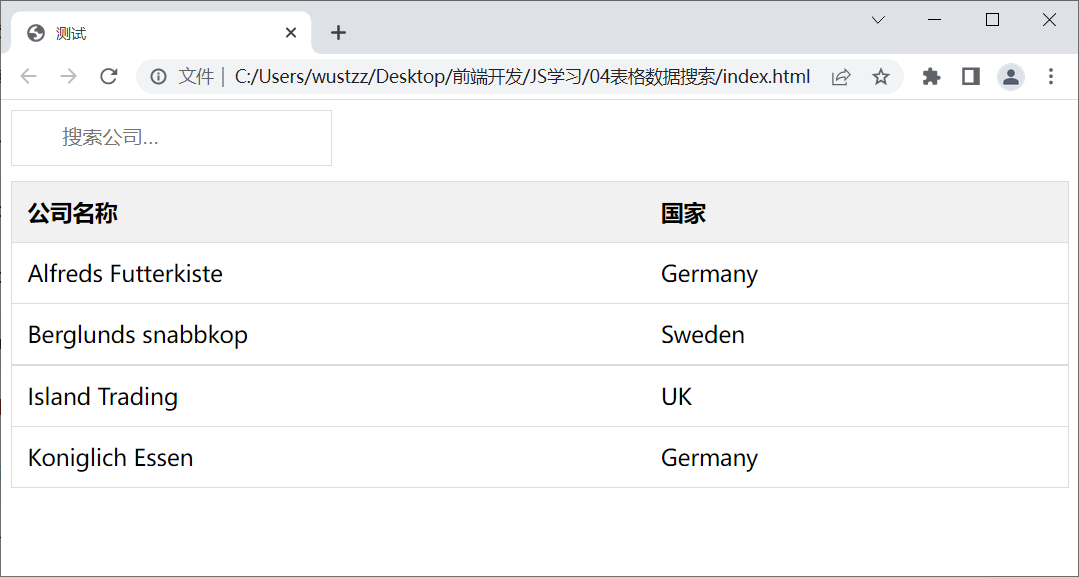 测试
文件 | C:/Users/wustzz/Desktop/前端开发/JS学习/04表格数据搜索/index.html
搜索公司...
公司名称 国家
Alfreds Futterkiste Germany
Berglunds snabbkop Sweden
Island Trading UK
Koniglich Essen Germany